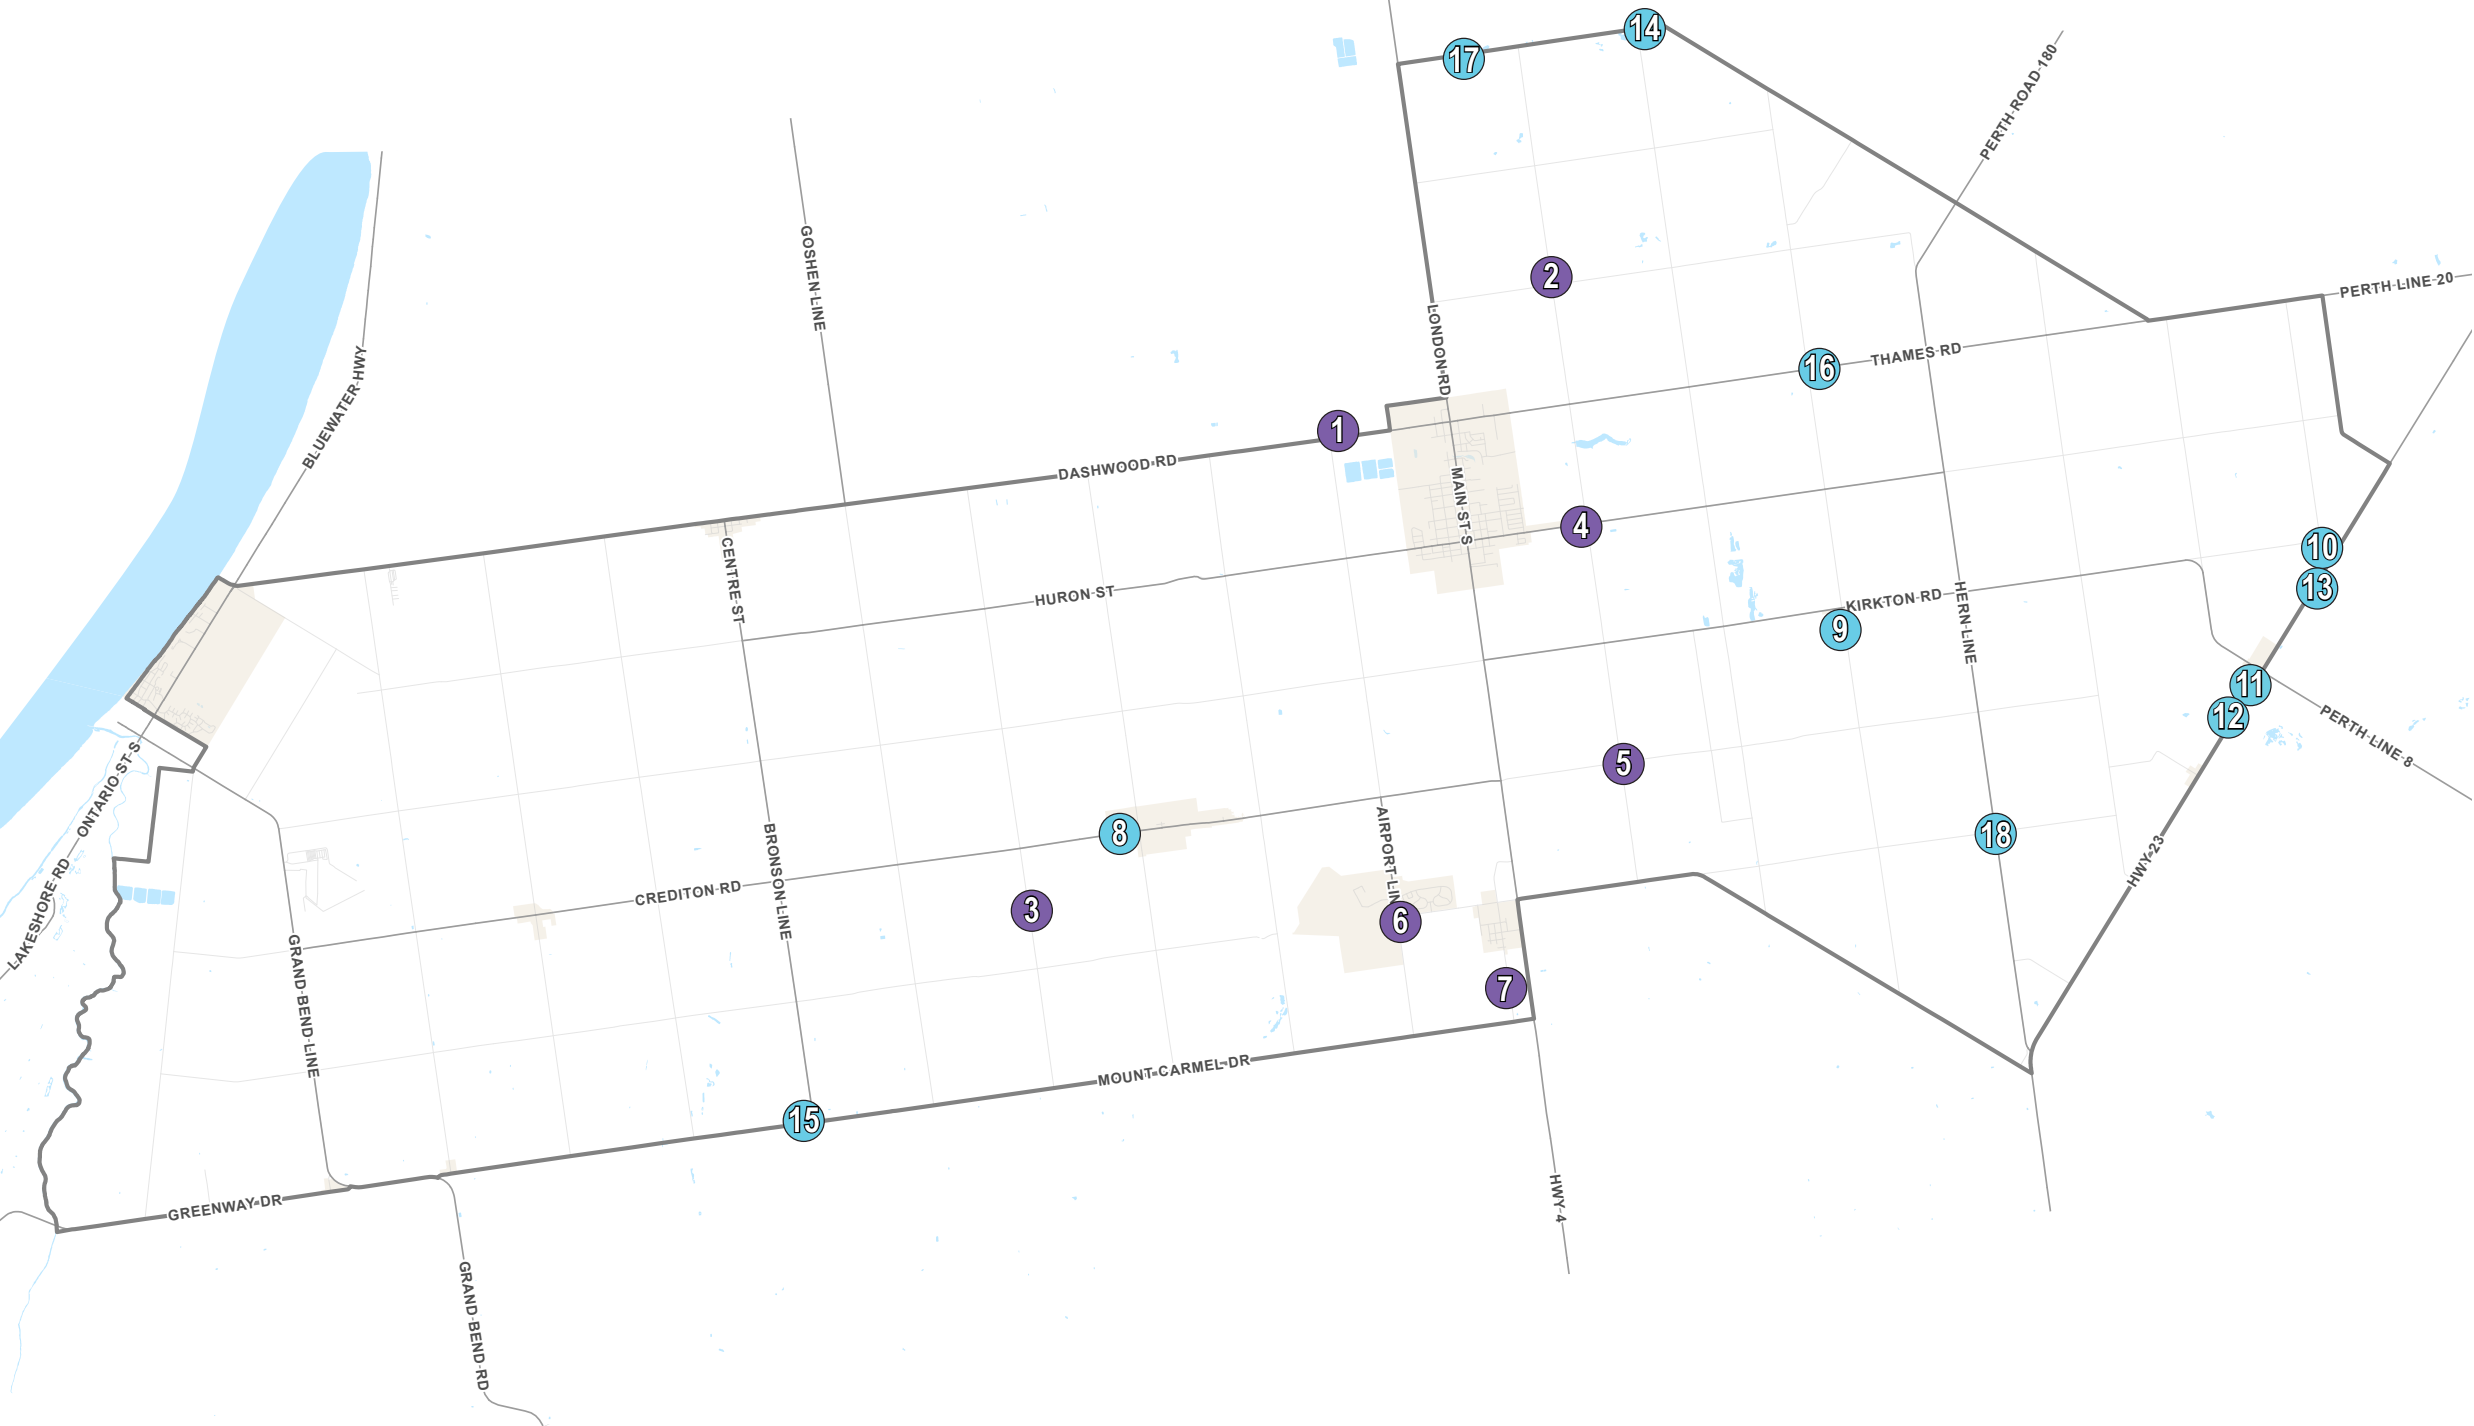 14
17
PERTH ROAD 180
GOSHEN LINE
2
PERTH LINE 20
LONDON RD
THAMES RD
16
BLUEWATER HWY
1
DASHWOOD RD
MAIN ST S
4
10
CENTRE ST
HURON ST
13
KIRKTON RD
HERN LINE
9
11
12
PERTH LINE 8
5
ONTARIO ST S
8
18
AIRPORT LIN
BRONSON LINE
HWY 23
CREDITON RD
LAKESHORE RD
3
6
GRAND BEND LINE
7
MOUNT CARMEL DR
15
GREENWAY DR
HWY 4
GRAND BEND RD